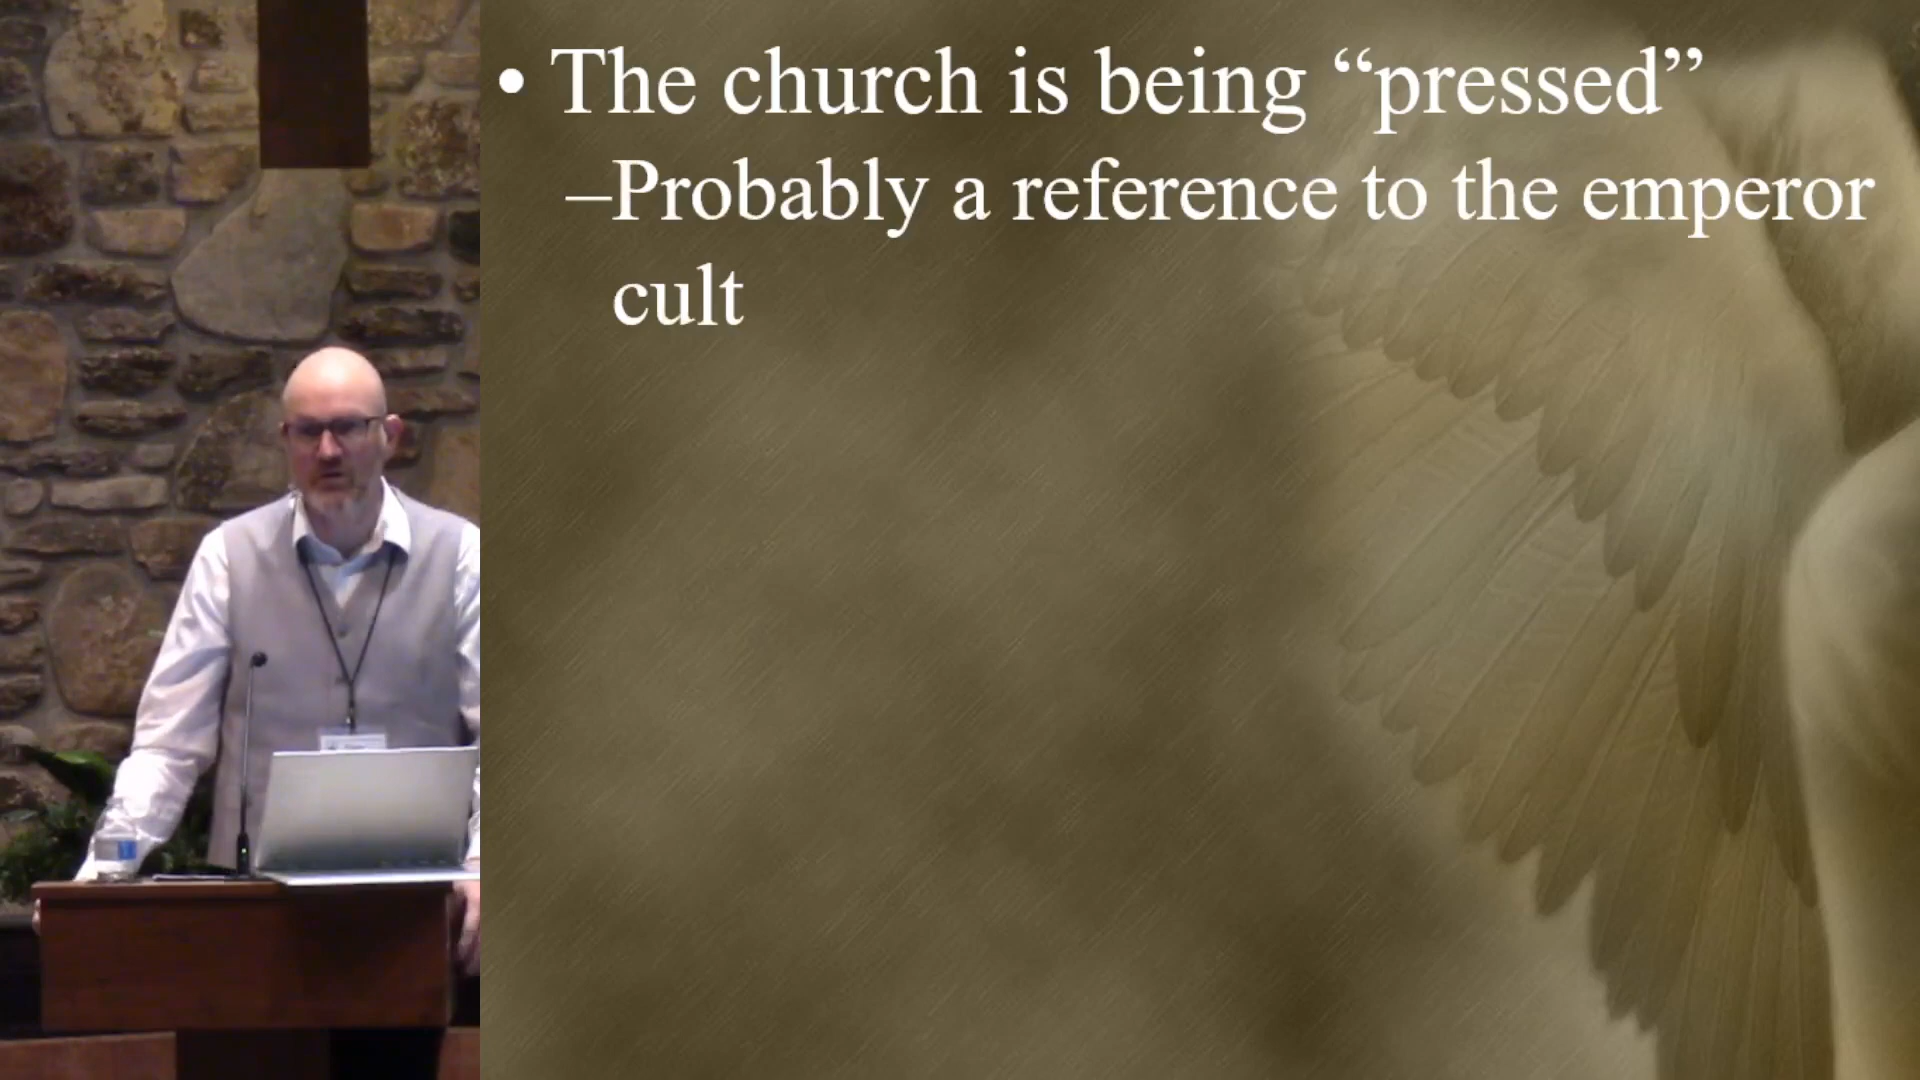 • The church is being “pressed”
–Probably a reference to the emperor
cult